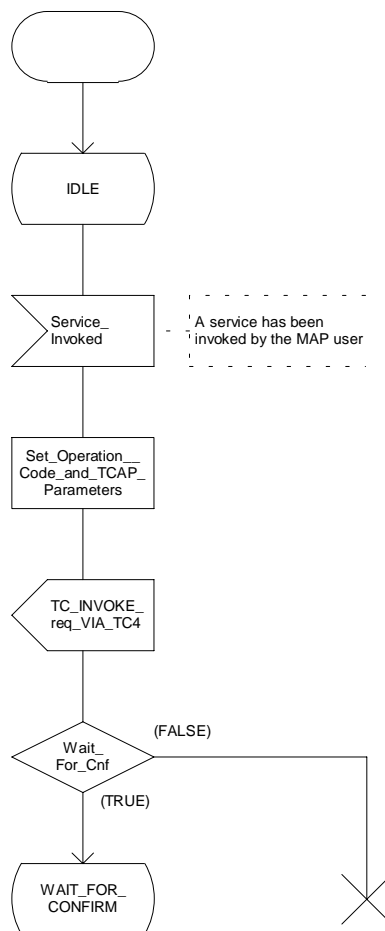 IDLE
Service_
Invoked
A service has been
invoked by the MAP user
Set_Operation__
Code_and_TCAP_
Parameters
TC_INVOKE_
req_VIA_TC4
(FALSE)
Wait_
For_Cnf
(TRUE)
WAIT_FOR_
CONFIRM